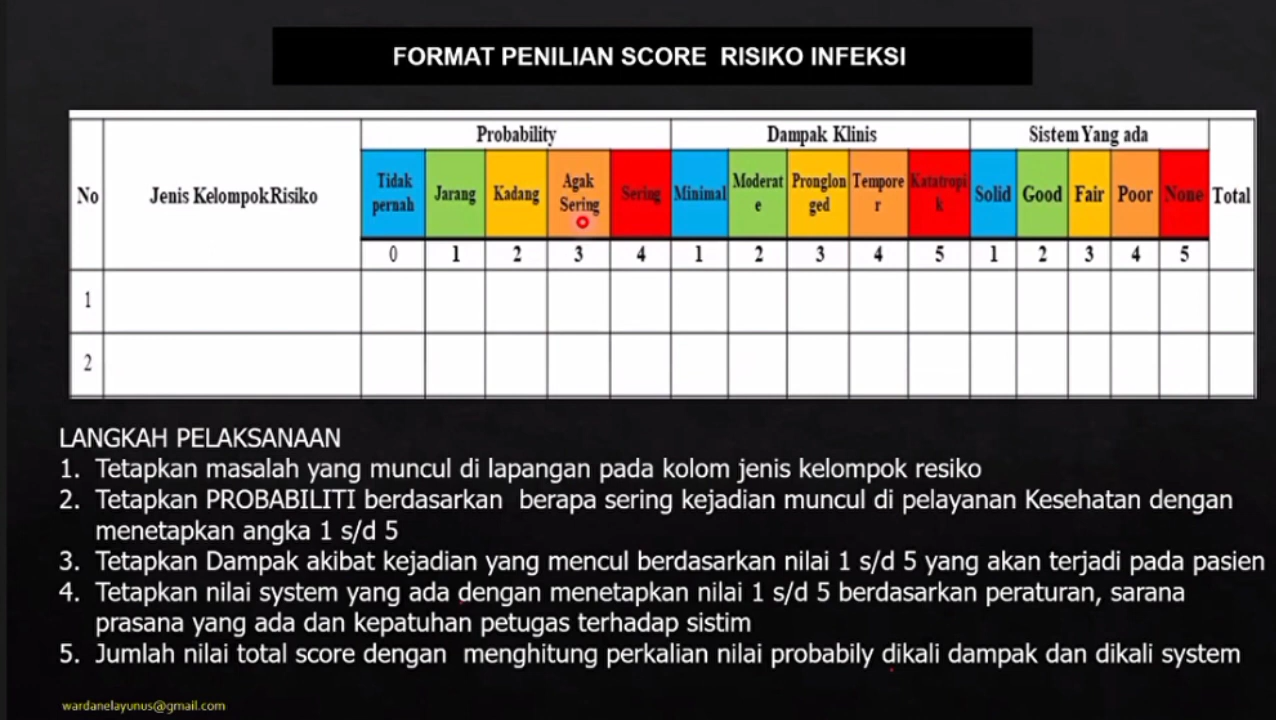 FORMAT PENILIAN SCORE RISIKO INFEKSI
No
Jenis Kelompok Risiko
Probability
Dampak Klinis
Sistem Yang ada
Total
Tidak
pernah
Jarang
Kadang
Agak
Sering
Sering
Minimal
Moderat
e
Pronglon
ged
Tempore
r
Katatropi
k
Solid
Good
Fair
Poor
None
0 1 2 3 4 1 2 3 4 5 1 2 3 4 5
1
2
LANGKAH PELAKSANAAN
1. Tetapkan masalah yang muncul di lapangan pada kolom jenis kelompok resiko
2. Tetapkan PROBABILITI berdasarkan berapa sering kejadian muncul di pelayanan Kesehatan dengan
menetapkan angka 1 s/d 5
3. Tetapkan Dampak akibat kejadian yang mencul berdasarkan nilai 1 s/d 5 yang akan terjadi pada pasien
4. Tetapkan nilai system yang ada dengan menetapkan nilai 1 s/d 5 berdasarkan peraturan, sarana
prasana yang ada dan kepatuhan petugas terhadap sistim
5. Jumlah nilai total score dengan menghitung perkalian nilai probabily dikali dampak dan dikali system
wardanelayunus@gmail.com